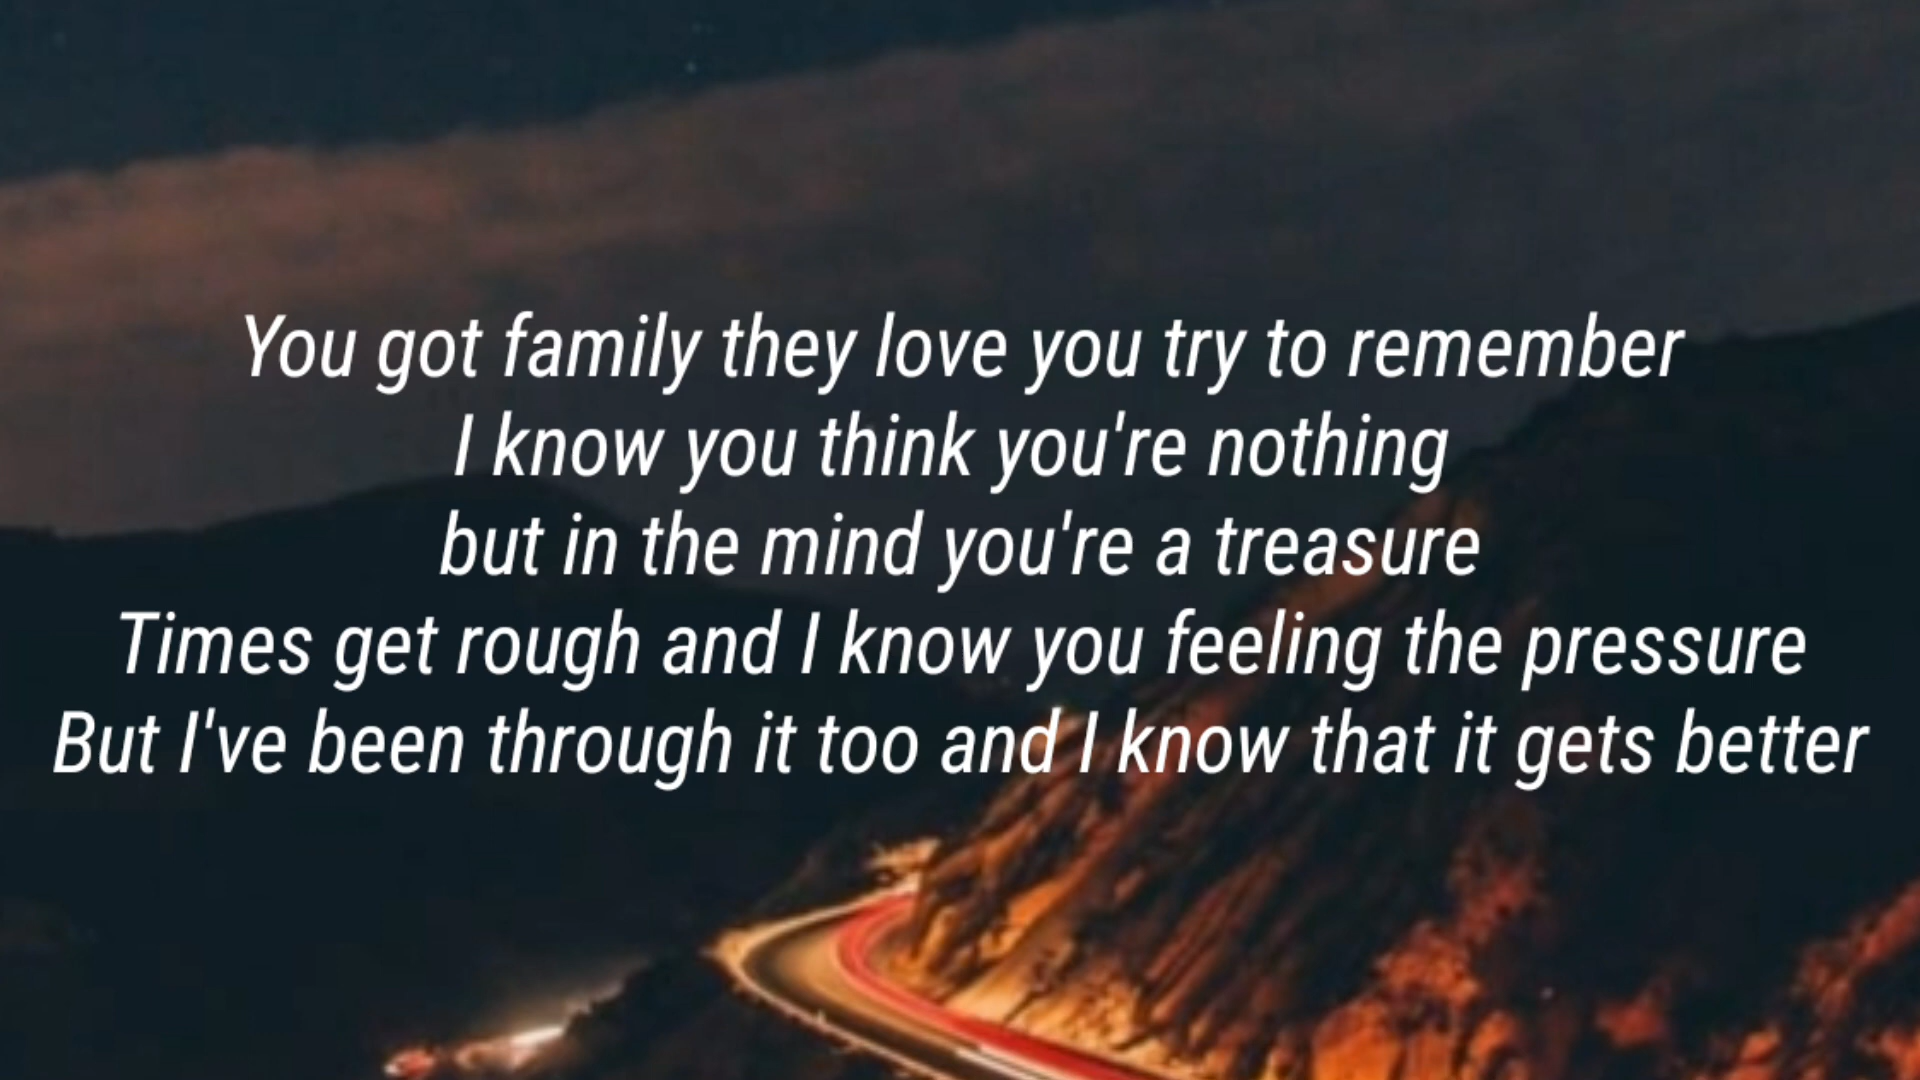 You got family they love you try to remember
I know you think you're nothing
but in the mind you're a treasure
Times get rough and I know you feeling the pressure
But I've been through it too and I know that it gets better